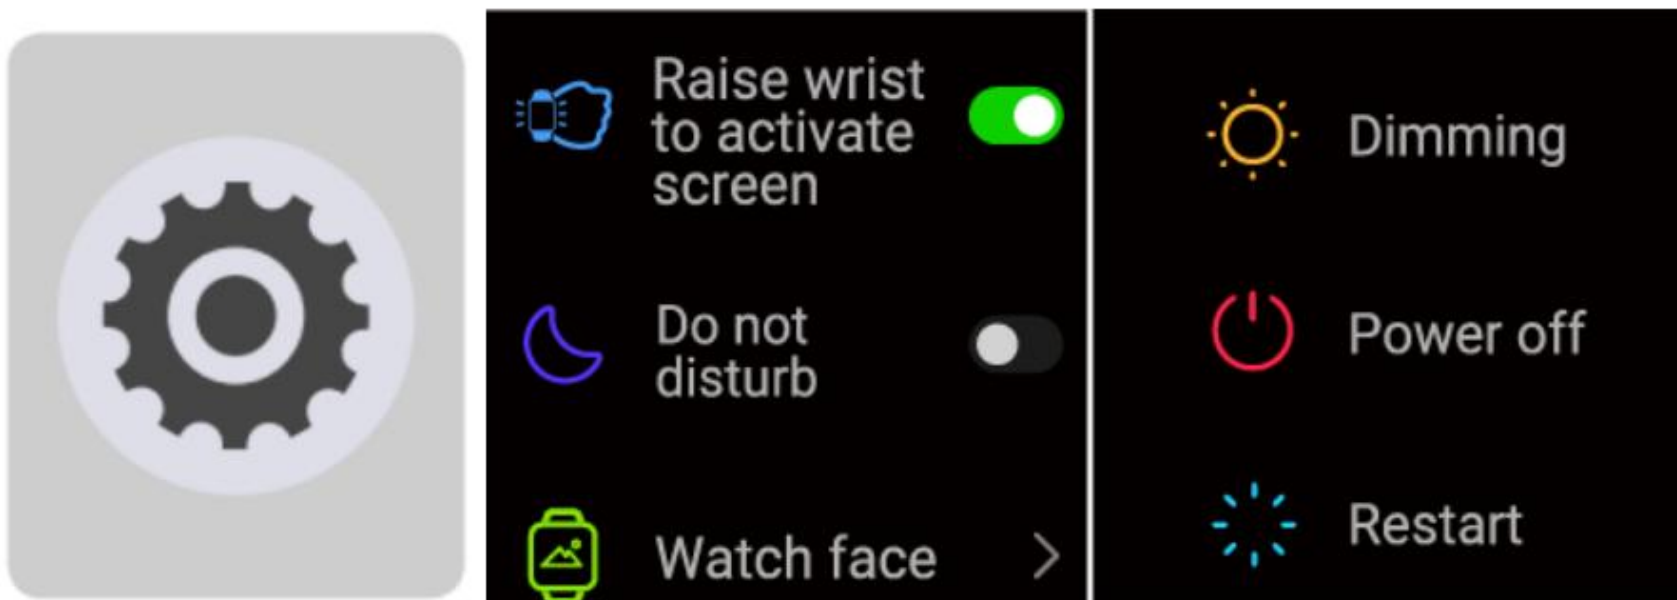 Raise wrist
to activate
screen
Do not
disturb
Watch face
Dimming
Power off
Restart